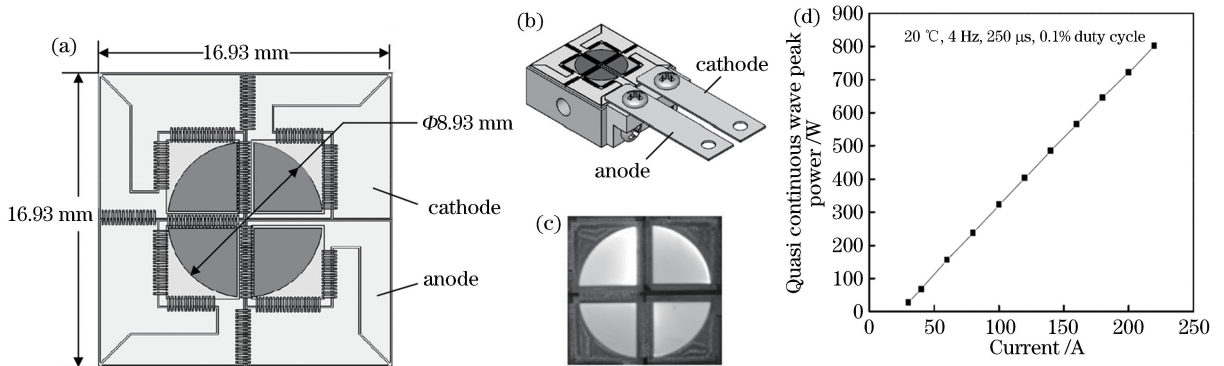 (a)
16.93 mm
Φ8.93 mm
16.93 mm
cathode
anode
(b)
cathode
anode
(c)
(d)
900
800
700
600
500
400
300
200
100
0
Quasi continuous wave peak
power /W
20 ℃, 4 Hz, 250 μs, 0.1% duty cycle
0 50 100 150 200 250
Current /A